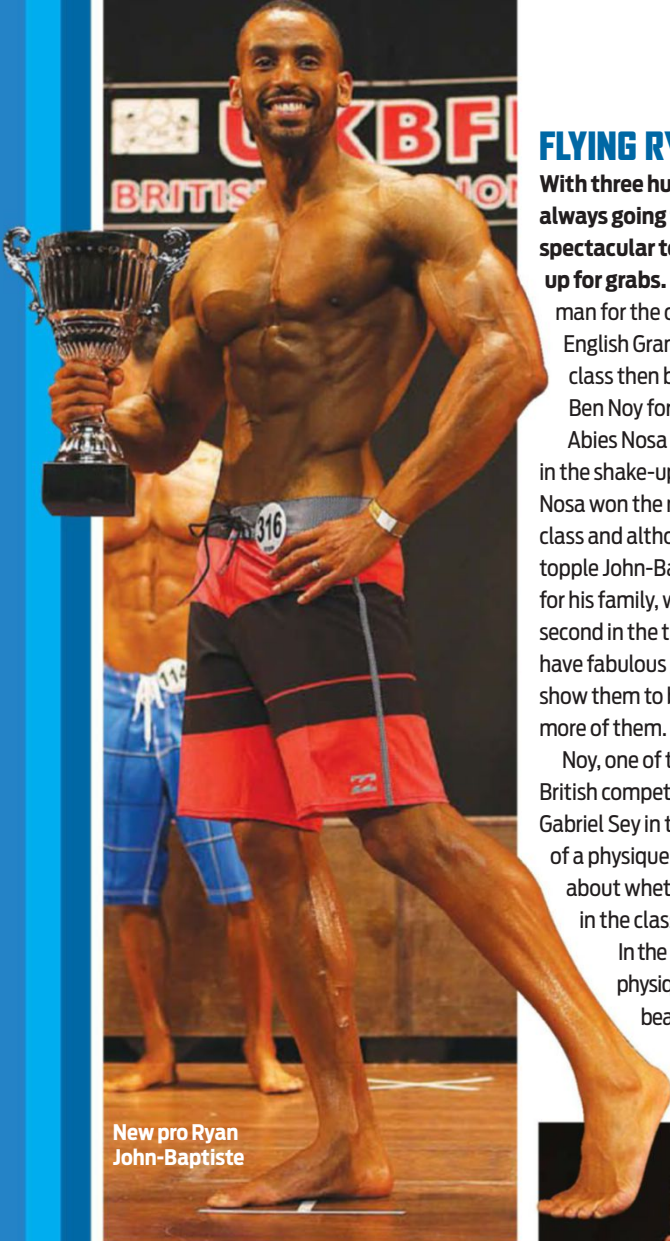 UKBF
BRITIS
316
114
New pro Ryan
John-Baptiste
FLYING RY
With three hu
always going
spectacular to
up for grabs.
man for the o
English Gran
class then b
Ben Noy for
Abies Nosa
in the shake-up
Nosa won the
class and altho
topple John-Ba
for his family, w
second in the t
have fabulous
show them to
more of them.
Noy, one of t
British compet
Gabriel Sey in t
of a physique
about whet
in the clas
In the
physiq
bea